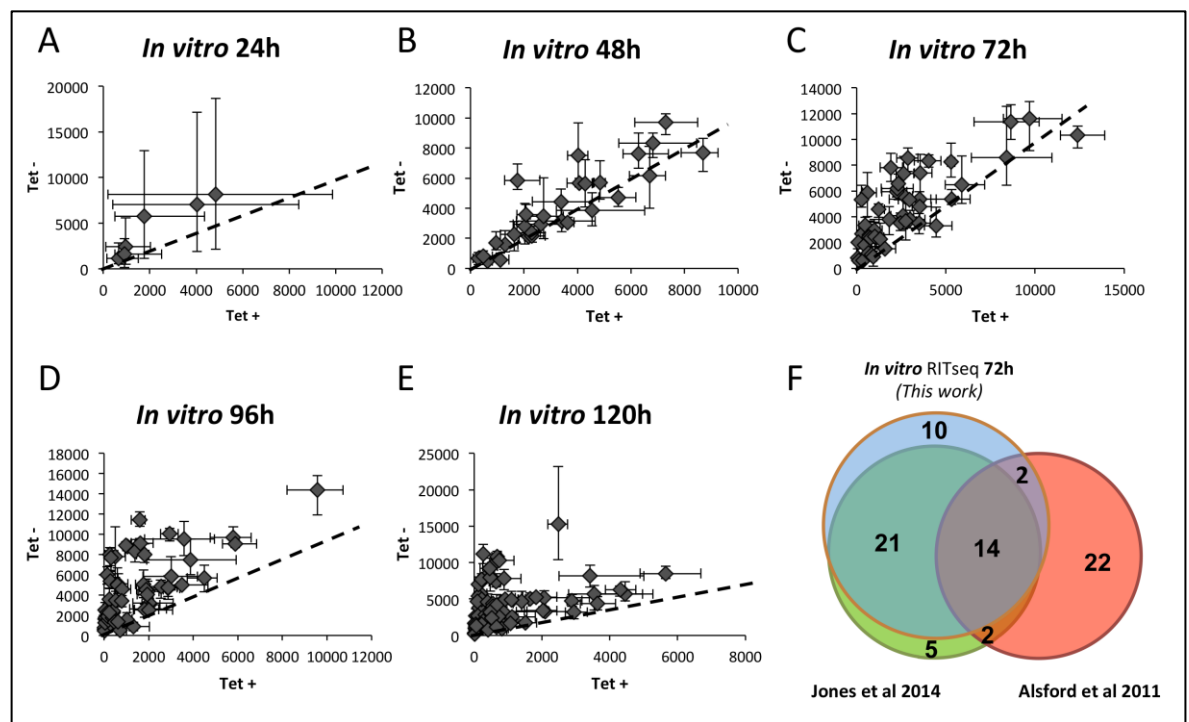 A
In vitro 24h
20000
15000
10000
5000
0
Tet -
0 2000 4000 6000 8000 10000 12000
Tet +
B
In vitro 48h
12000
10000
8000
6000
4000
2000
0
Tet -
0 2000 4000 6000 8000 10000
Tet +
C
In vitro 72h
14000
12000
10000
8000
6000
4000
2000
0
Tet -
0 5000 10000 15000
Tet +
D
In vitro 96h
18000
16000
14000
12000
10000
8000
6000
4000
2000
0
Tet -
0 2000 4000 6000 8000 10000 12000
Tet +
E
In vitro 120h
25000
20000
15000
10000
5000
0
Tet -
0 2000 4000 6000 8000
Tet +
F
In vitro RITseq 72h
(This work)
10
2
21
14
22
2
5
Jones et al 2014
Alsford et al 2011